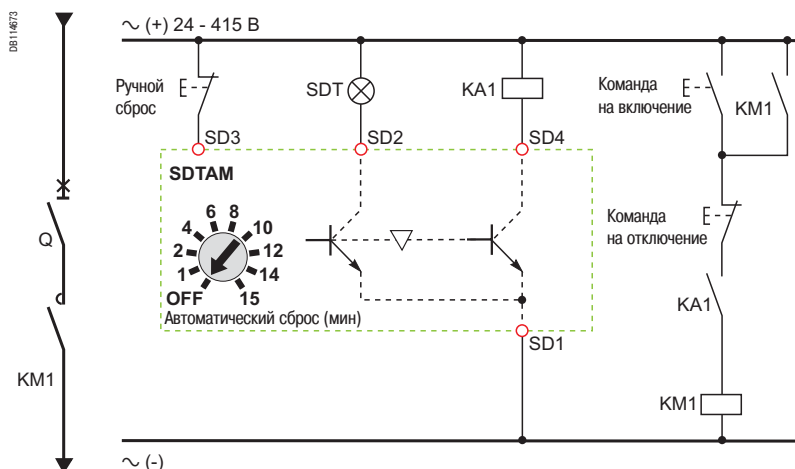 DB114673
∼ (+) 24 - 415 В
Ручной
сброс
SDT
KA1
Команда
на включение
KM1
SD3
SD2
SD4
SDTAM
Q
6
8
4
10
2
12
1
14
OFF
15
Автоматический сброс (мин)
Команда
на отключение
KA1
SD1
KM1
KM1
∼ (-)